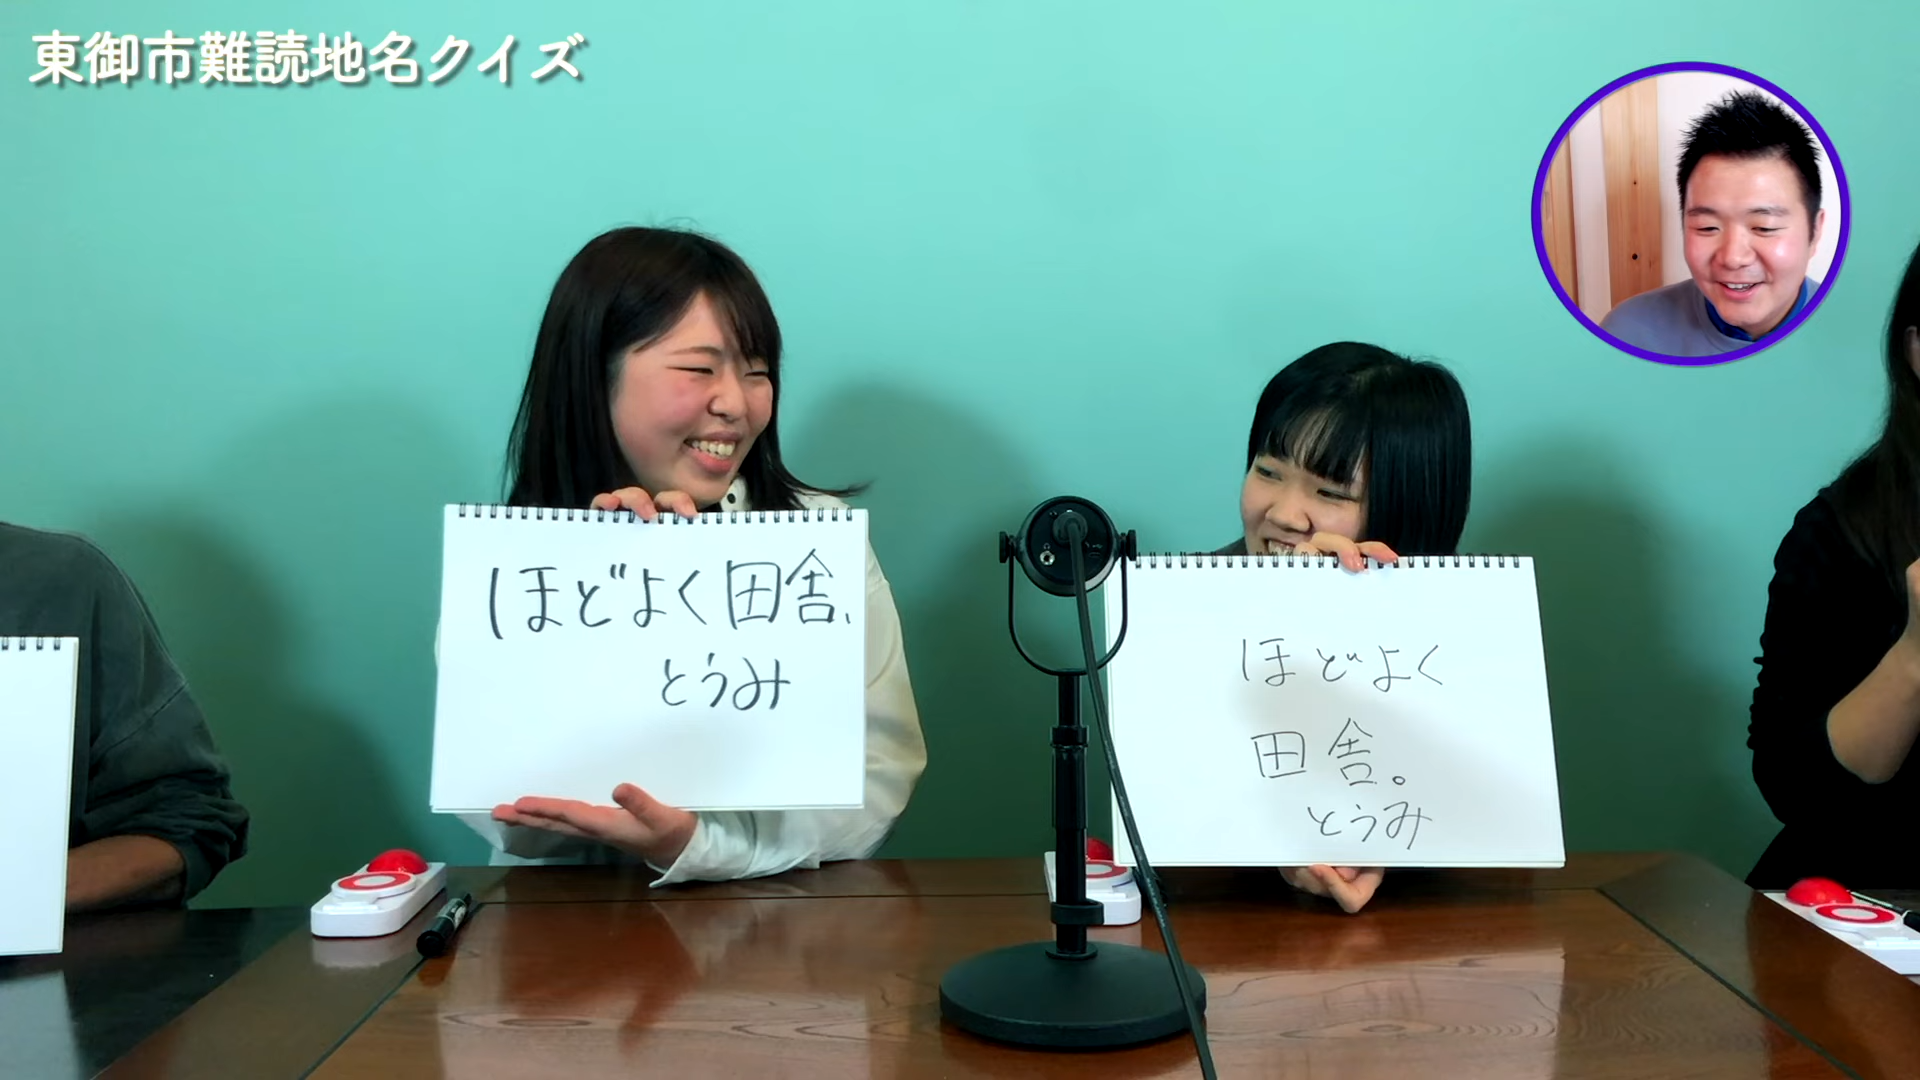 東御市難読地名クイズ
ほどよく田舎、
とうみ
ほどよく
田舎。
とうみ